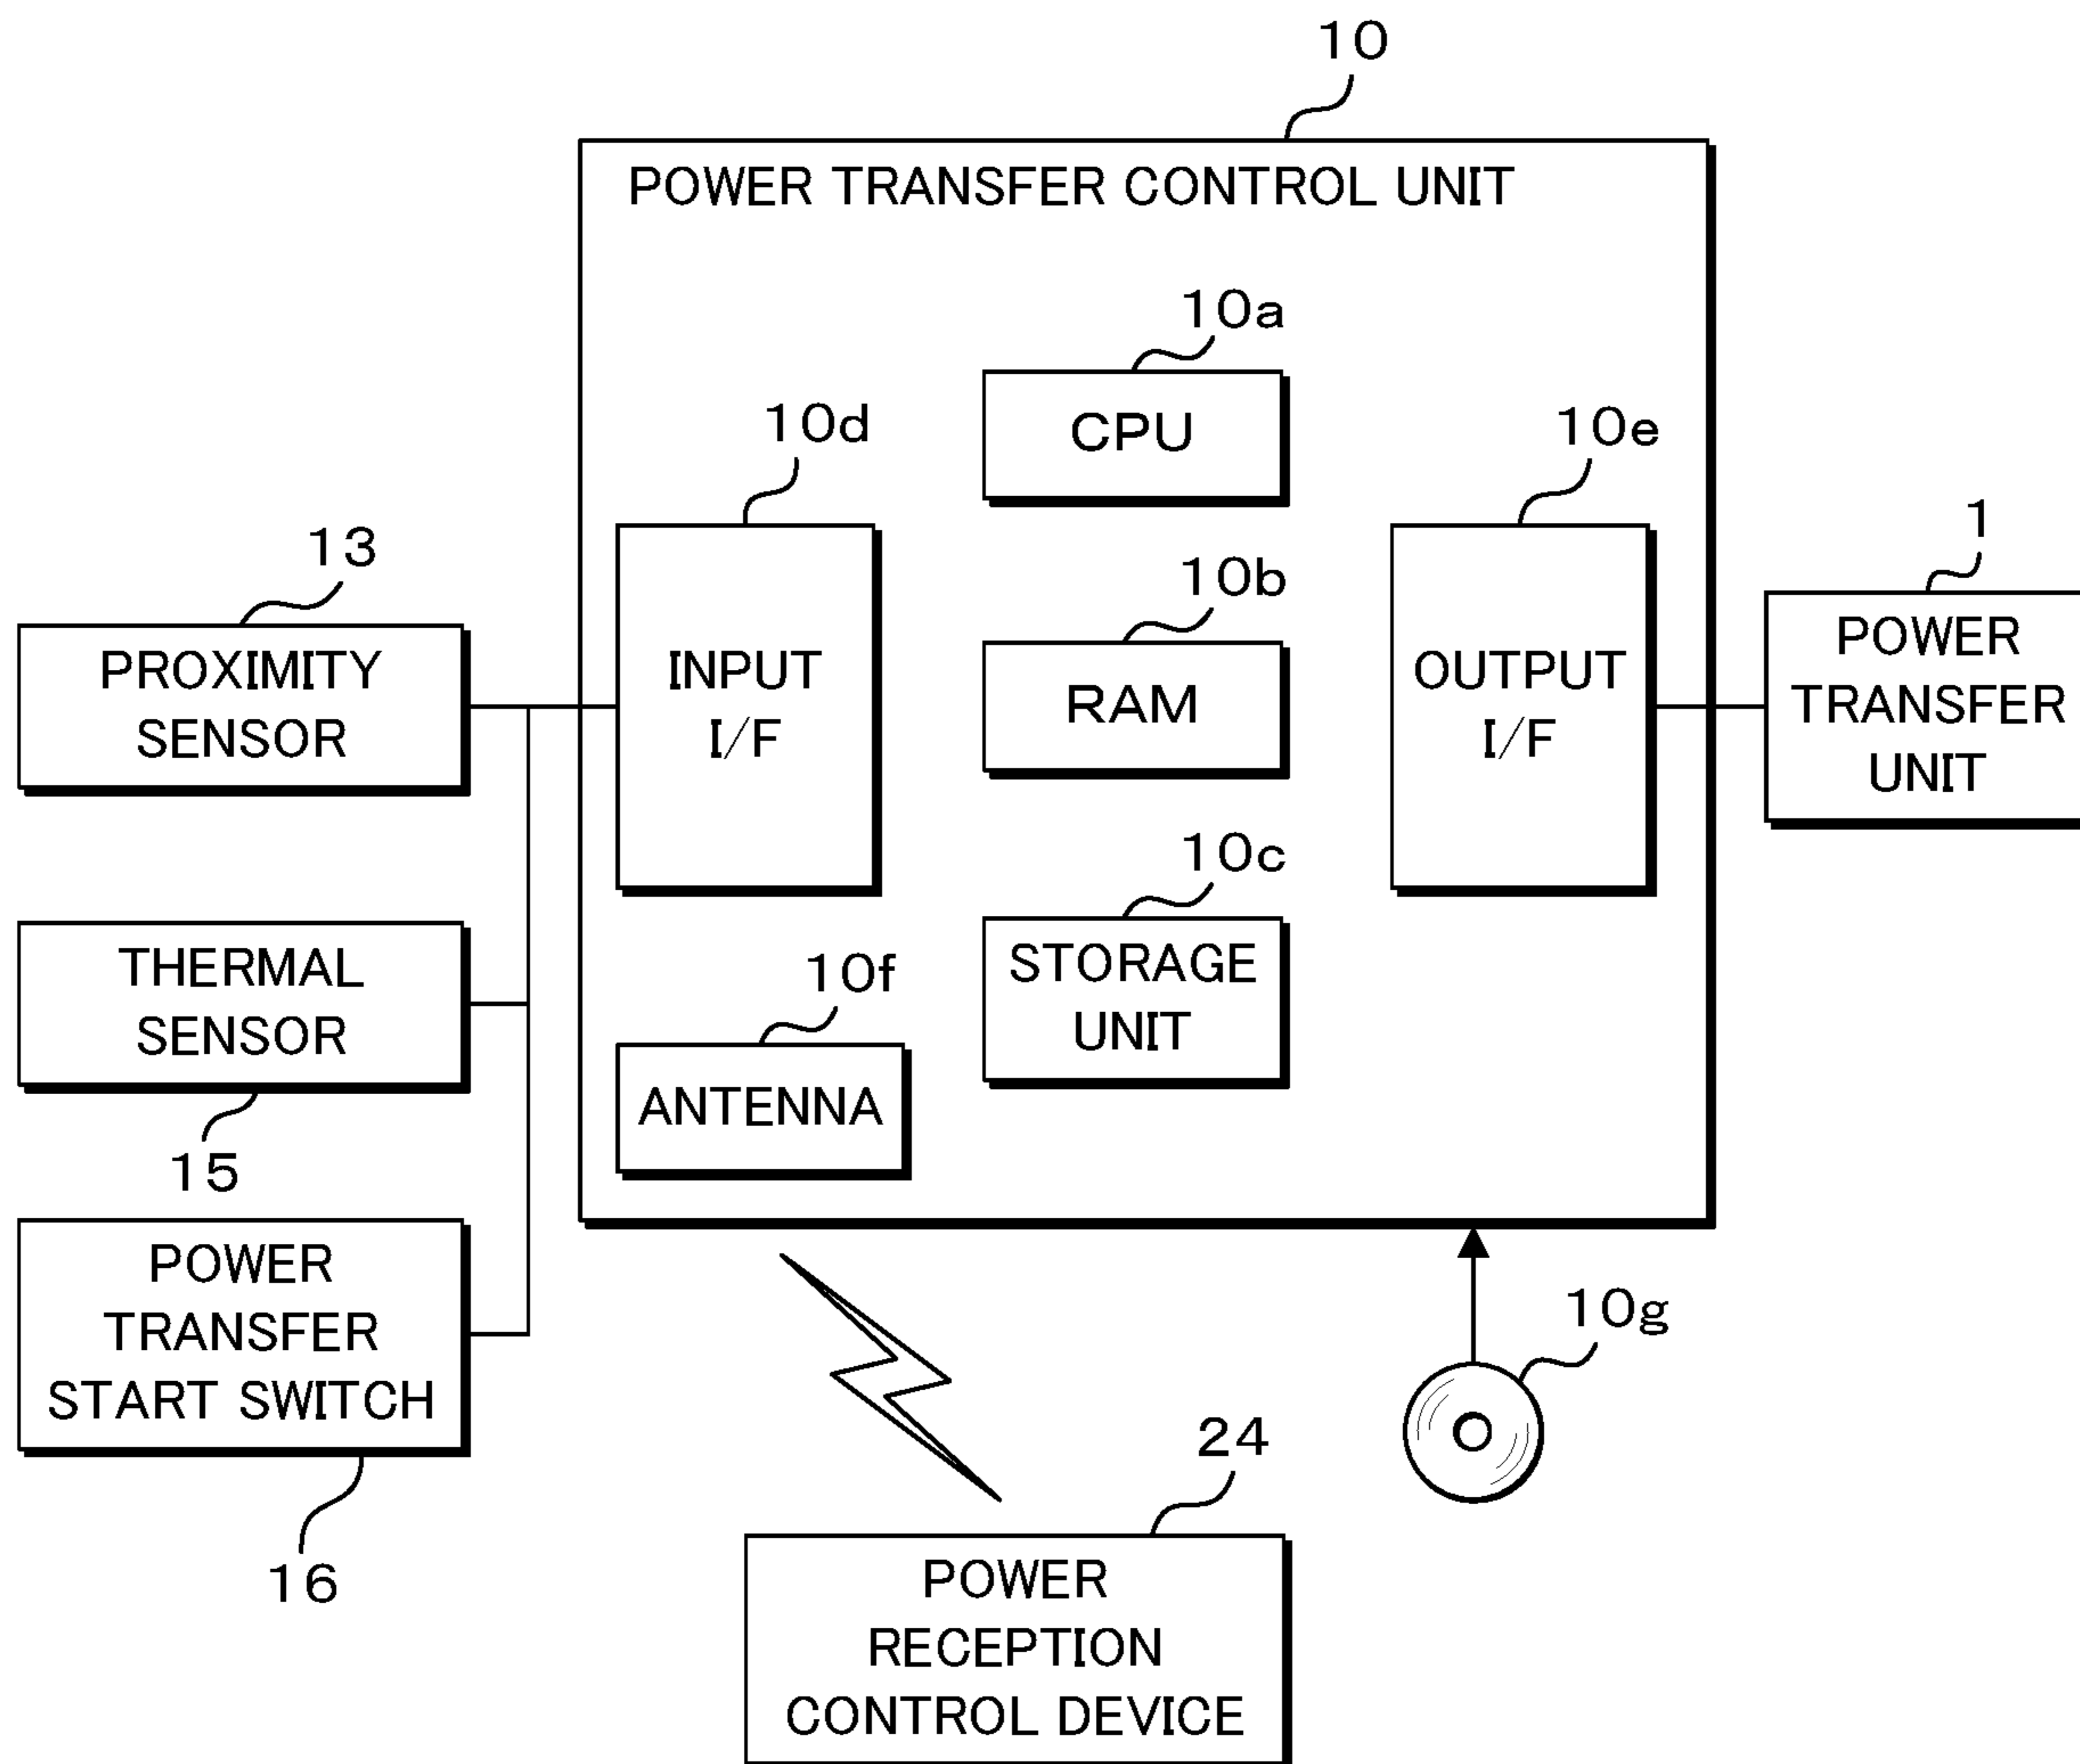 10
POWER TRANSFER CONTROL UNIT
10a
CPU
10d
INPUT
I/F
10e
OUTPUT
I/F
10b
RAM
10c
STORAGE
UNIT
10f
ANTENNA
13
PROXIMITY
SENSOR
THERMAL
SENSOR
15
POWER
TRANSFER
START SWITCH
16
1
POWER
TRANSFER
UNIT
10g
24
POWER
RECEPTION
CONTROL DEVICE